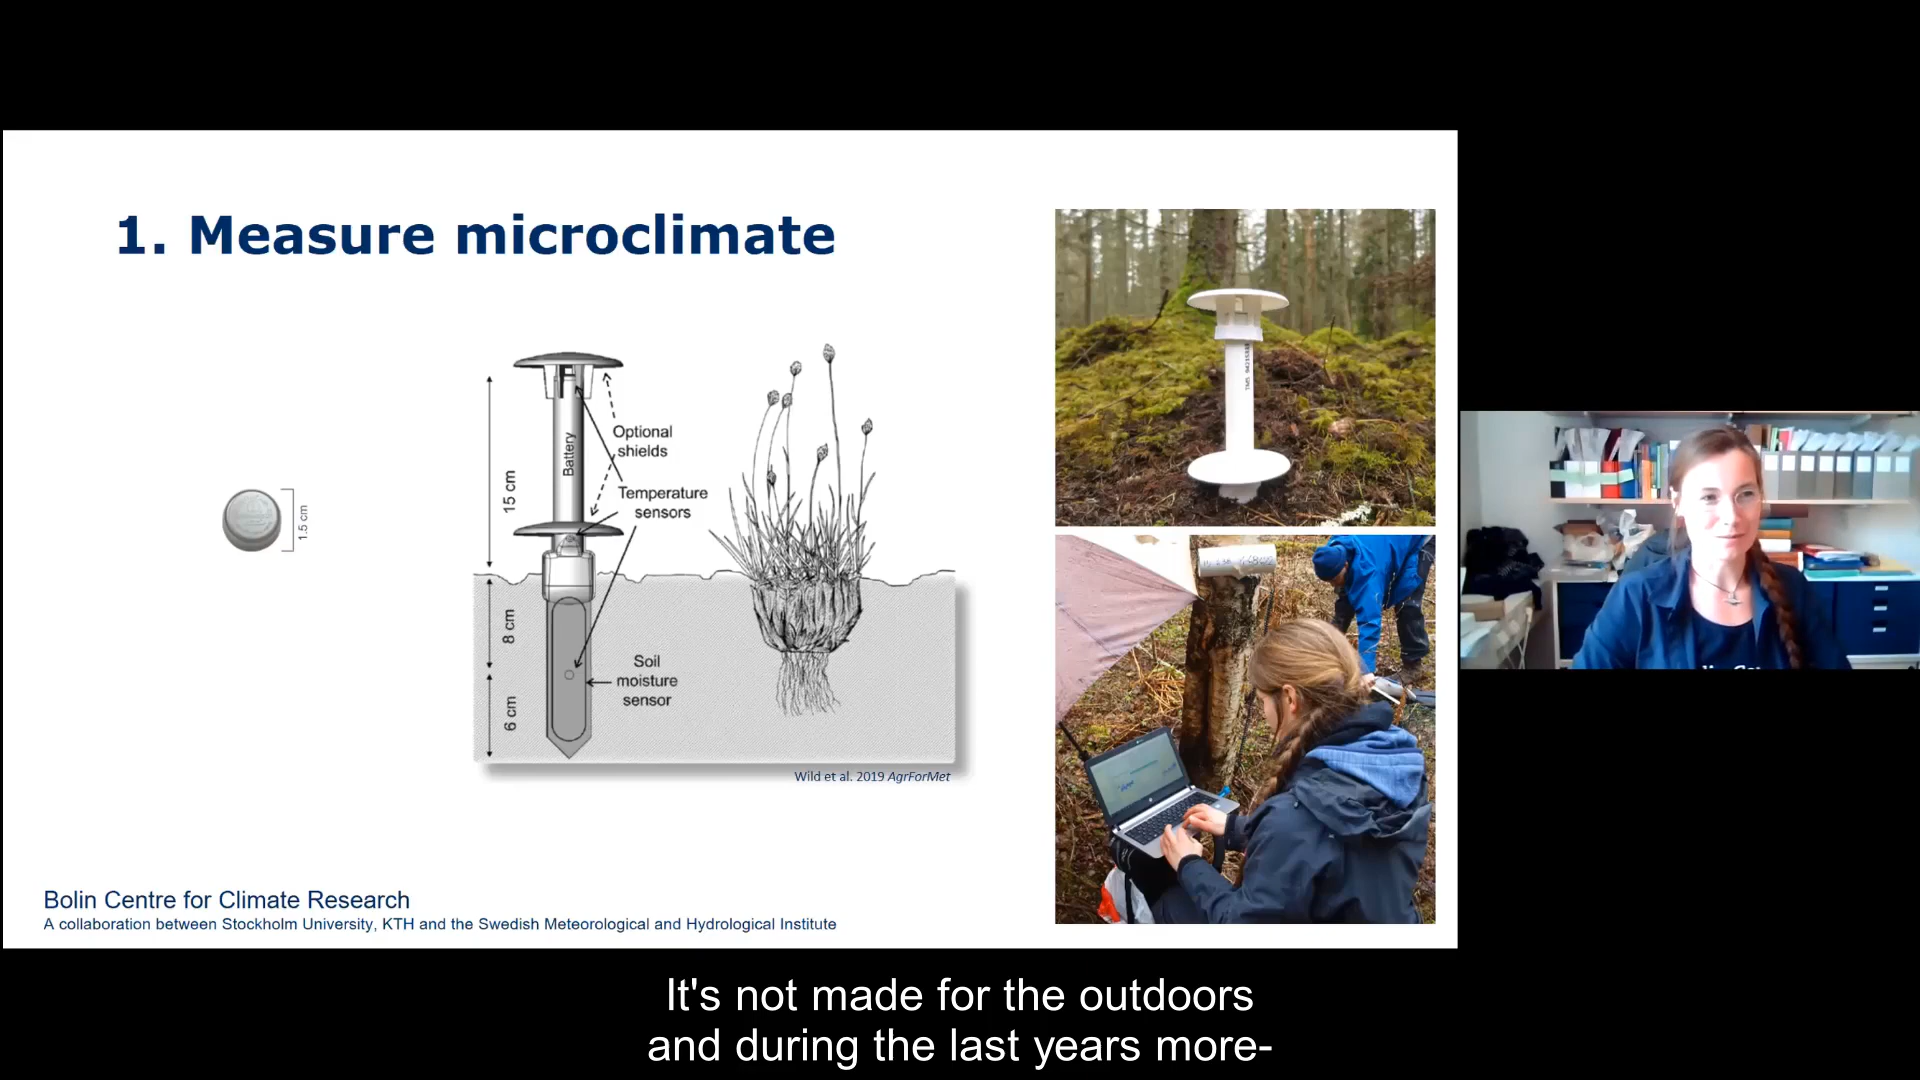 1. Measure microclimate
1.5 cm
15 cm
8 cm
6 cm
Battery
Optional
shields
Temperature
sensors
Soil
moisture
sensor
Wild et al. 2019 AgrForMet
Bolin Centre for Climate Research
A collaboration between Stockholm University, KTH and the Swedish Meteorological and Hydrological Institute
It's not made for the outdoors
and during the last years more-